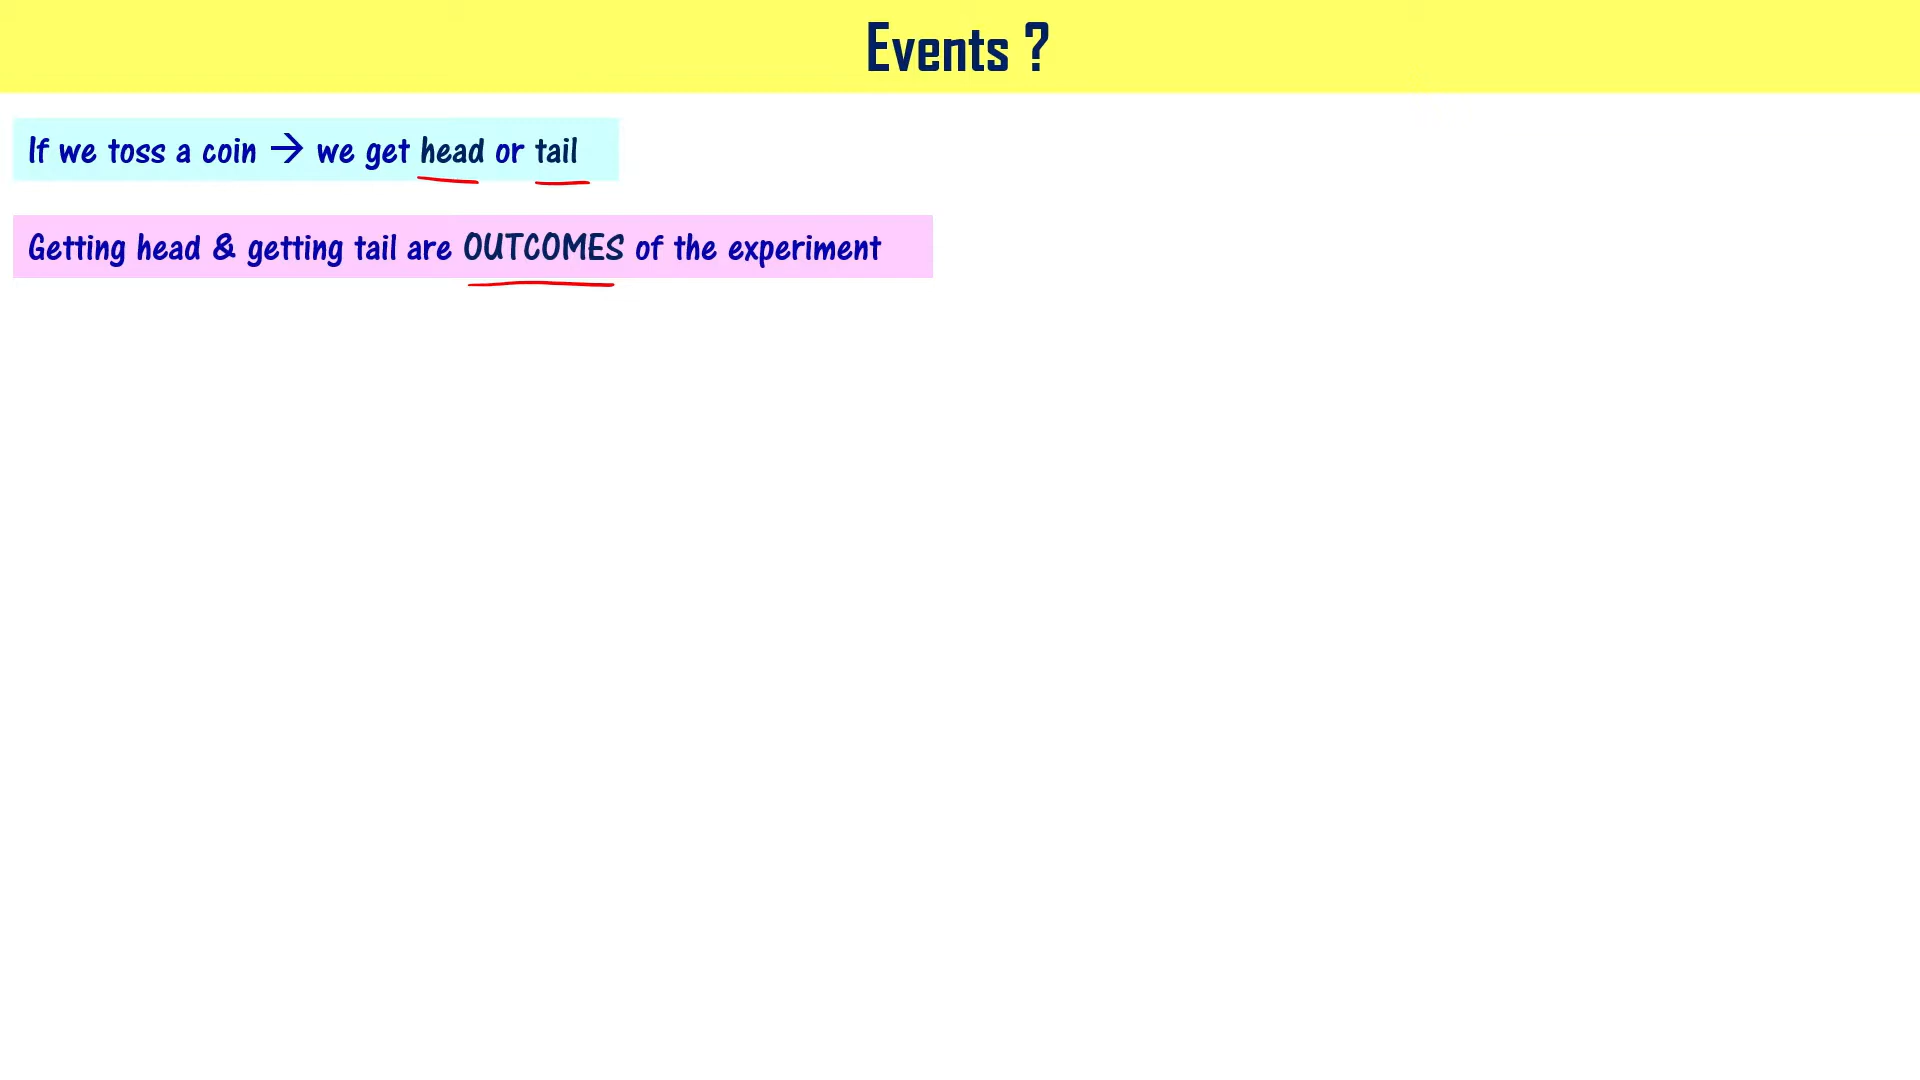 Events ?
If we toss a coin → we get head or tail
Getting head & getting tail are OUTCOMES of the experiment